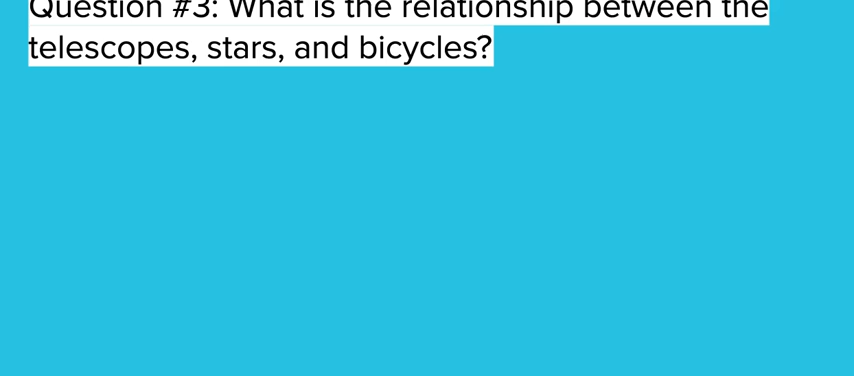 Question #3: What is the relationship between the
telescopes, stars, and bicycles?